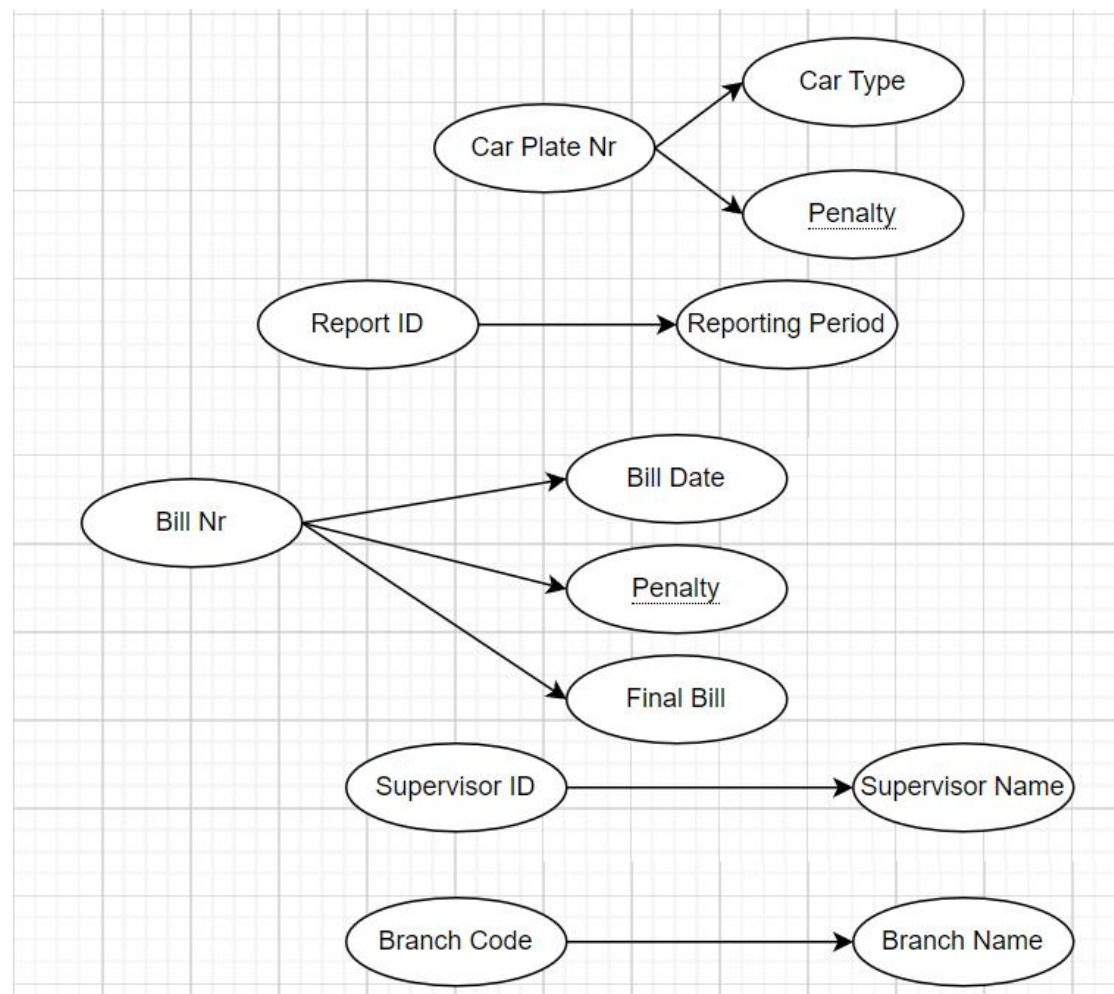 Car Type
Car Plate Nr
Penalty
Report ID
Reporting Period
Bill Date
Bill Nr
Penalty
Final Bill
Supervisor ID
Supervisor Name
Branch Code
Branch Name